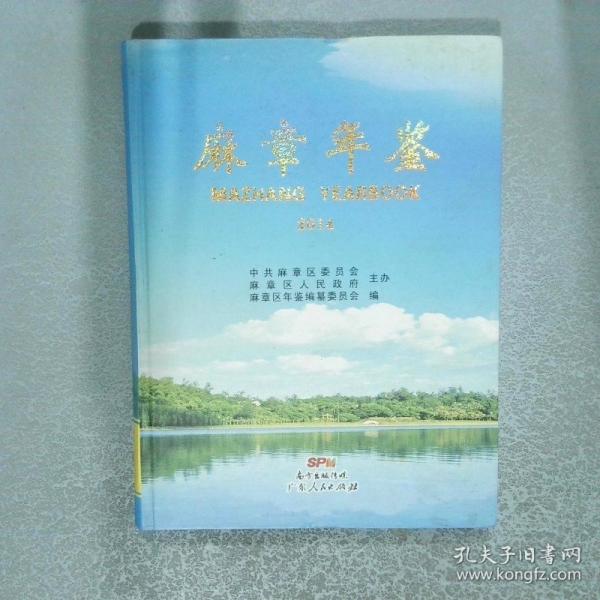 麻章年鉴
MAZHANG YEARBOOK
中共麻章区委员会
麻章区人民政府 主办
麻章区年鉴编纂委员会 编
SPM
南方出版传媒
广东人民出版社
孔夫子旧书网
www.kongfz.com